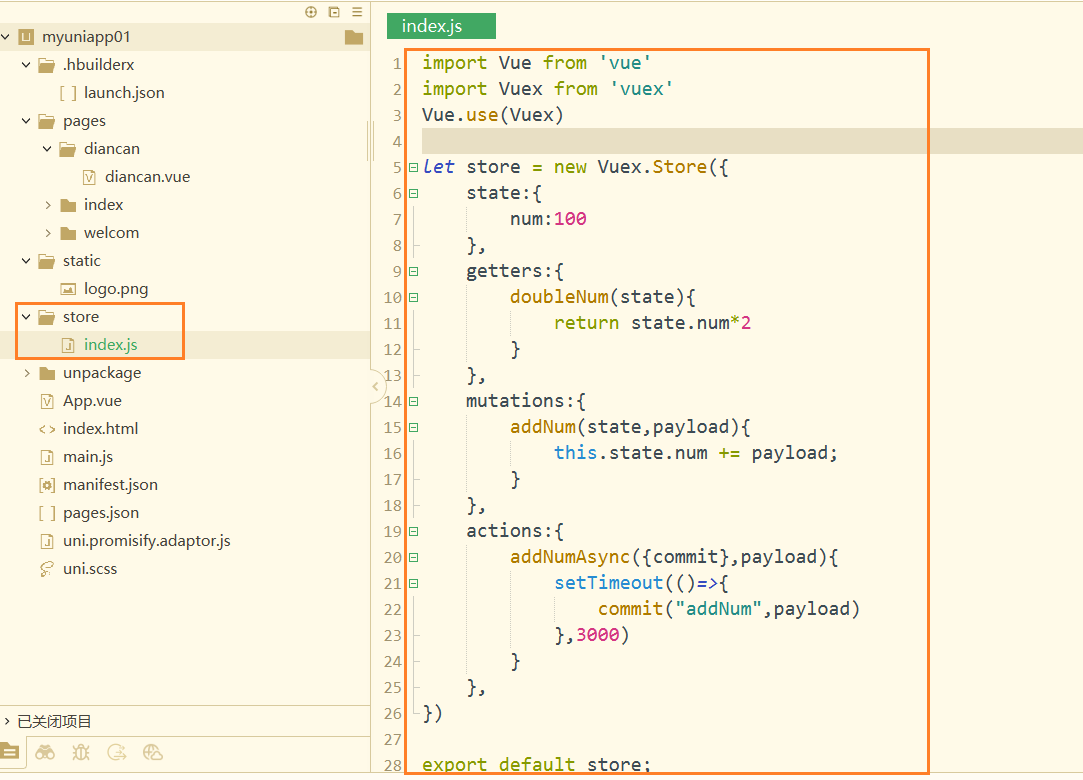 myuniapp01
.hbuilderx
[ ] launch.json
pages
diancan
diancan.vue
index
welcom
static
logo.png
store
index.js
unpackage
App.vue
<> index.html
main.js
manifest.json
[ ] pages.json
uni.promisify.adaptor.js
uni.scss
已关闭项目
index.js
1 import Vue from 'vue'
2 import Vuex from 'vuex'
3 Vue.use(Vuex)
4
5 let store = new Vuex.Store({
6 state:{
7 num:100
8 },
9 getters:{
10 doubleNum(state){
11 return state.num*2
12 }
13 },
14 mutations:{
15 addNum(state,payload){
16 this.state.num += payload;
17 }
18 },
19 actions:{
20 addNumAsync({commit},payload){
21 setTimeout(()=>{
22 commit("addNum",payload)
23 },3000)
24 }
25 },
26 })
27
28 export default store;